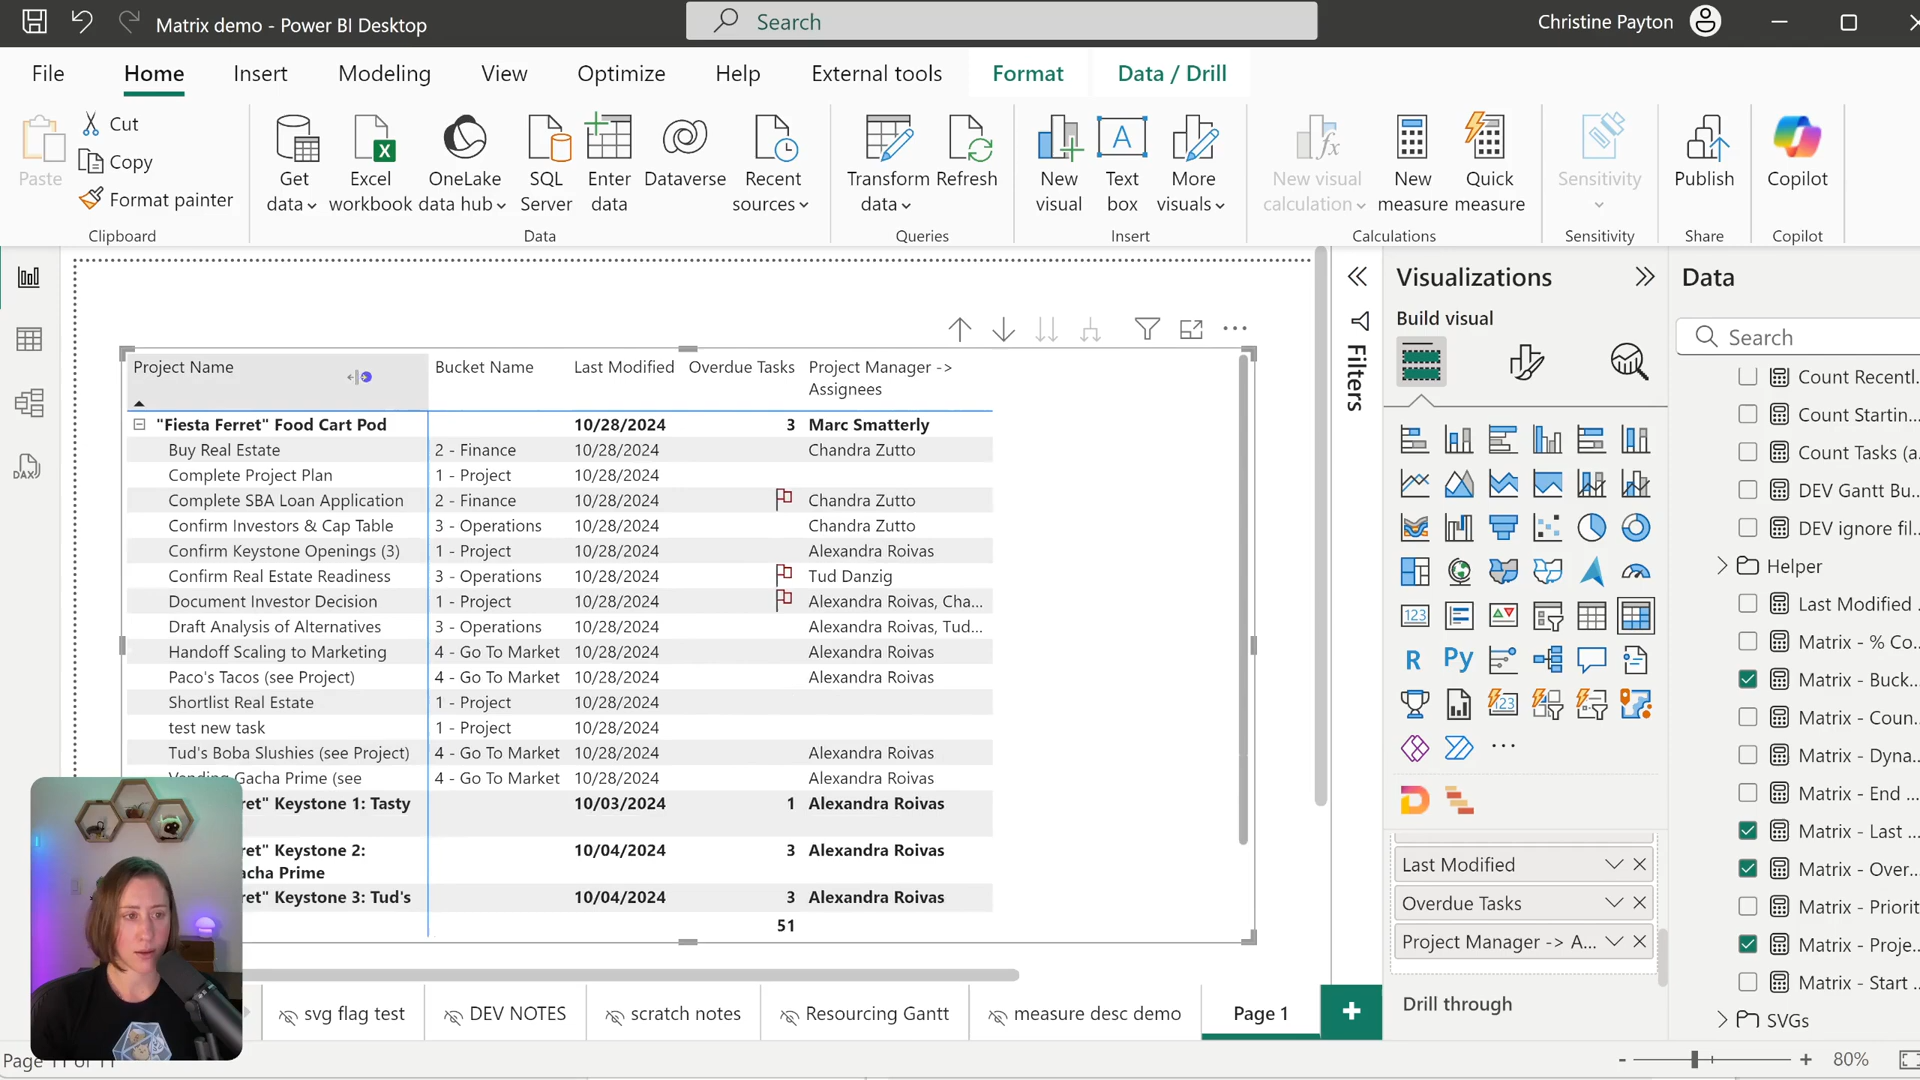 Matrix demo - Power BI Desktop
Search
Christine Payton
File
Home
Insert
Modeling
View
Optimize
Help
External tools
Format
Data / Drill
Paste
Cut
Copy
Format painter
Clipboard
Get
data
Excel
workbook
OneLake
data hub
SQL
Server
Enter
data
Dataverse
Recent
sources
Data
Transform
data
Refresh
Queries
New
visual
Text
box
More
visuals
Insert
New visual
calculation
New
measure
Quick
measure
Calculations
Sensitivity
Sensitivity
Publish
Share
Copilot
Copilot
Project Name
Bucket Name
Last Modified
Overdue Tasks
Project Manager ->
Assignees
"Fiesta Ferret" Food Cart Pod 10/28/2024 3 Marc Smatterly
Buy Real Estate 2 - Finance 10/28/2024 Chandra Zutto
Complete Project Plan 1 - Project 10/28/2024
Complete SBA Loan Application 2 - Finance 10/28/2024 Chandra Zutto
Confirm Investors & Cap Table 3 - Operations 10/28/2024 Chandra Zutto
Confirm Keystone Openings (3) 1 - Project 10/28/2024 Alexandra Roivas
Confirm Real Estate Readiness 3 - Operations 10/28/2024 Tud Danzig
Document Investor Decision 1 - Project 10/28/2024 Alexandra Roivas, Cha...
Draft Analysis of Alternatives 3 - Operations 10/28/2024 Alexandra Roivas, Tud...
Handoff Scaling to Marketing 4 - Go To Market 10/28/2024 Alexandra Roivas
Paco's Tacos (see Project) 4 - Go To Market 10/28/2024 Alexandra Roivas
Shortlist Real Estate 1 - Project 10/28/2024
test new task 1 - Project 10/28/2024
Tud's Boba Slushies (see Project) 4 - Go To Market 10/28/2024 Alexandra Roivas
Vending Gacha Prime (see 4 - Go To Market 10/28/2024 Alexandra Roivas
ret" Keystone 1: Tasty 10/03/2024 1 Alexandra Roivas
ret" Keystone 2: 10/04/2024 3 Alexandra Roivas
acha Prime
ret" Keystone 3: Tud's 10/04/2024 3 Alexandra Roivas
51
Filters
Visualizations
Build visual
123
R
Py
123
Last Modified
Overdue Tasks
Project Manager -> A...
Drill through
Data
Search
Count Recentl...
Count Startin...
Count Tasks (a...
DEV Gantt Bu...
DEV ignore fil...
Helper
Last Modified ...
Matrix - % Co...
Matrix - Buck...
Matrix - Coun...
Matrix - Dyna...
Matrix - End ...
Matrix - Last ...
Matrix - Over...
Matrix - Priorit...
Matrix - Proje...
Matrix - Start ...
SVGs
DAX
svg flag test
DEV NOTES
scratch notes
Resourcing Gantt
measure desc demo
Page 1
80%